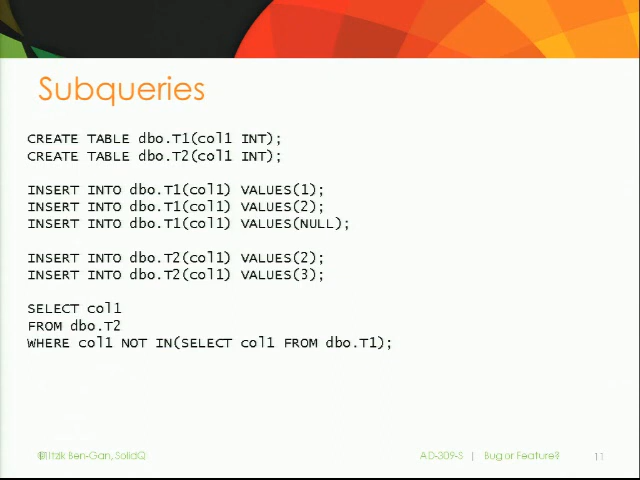 Subqueries
CREATE TABLE dbo.T1(col1 INT);
CREATE TABLE dbo.T2(col1 INT);
INSERT INTO dbo.T1(col1) VALUES(1);
INSERT INTO dbo.T1(col1) VALUES(2);
INSERT INTO dbo.T1(col1) VALUES(NULL);
INSERT INTO dbo.T2(col1) VALUES(2);
INSERT INTO dbo.T2(col1) VALUES(3);
SELECT col1
FROM dbo.T2
WHERE col1 NOT IN(SELECT col1 FROM dbo.T1);
Itzik Ben-Gan, SolidQ
AD-309-S | Bug or Feature?
11